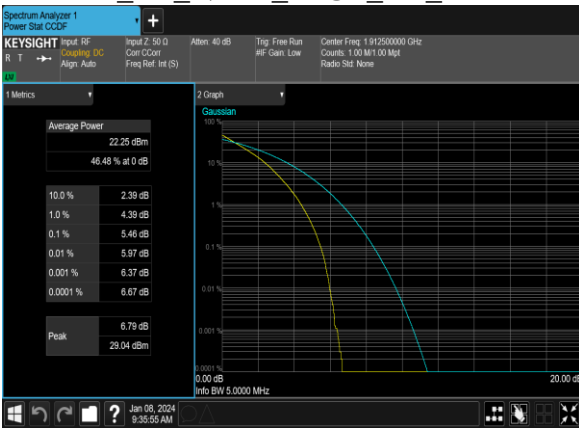 Spectrum Analyzer 1
Power Stat CCDF
+
KEYSIGHT
R T
LV
Input: RF
Coupling: DC
Align: Auto
Input Z: 50 Ω
Corr CCorr
Freq Ref: Int (S)
Atten: 40 dB
Trig: Free Run
#IF Gain: Low
Center Freq: 1.912500000 GHz
Counts: 1.00 M/1.00 Mpt
Radio Std: None
1 Metrics
Average Power
22.25 dBm
46.48 % at 0 dB
10.0 % 2.39 dB
1.0 % 4.39 dB
0.1 % 5.46 dB
0.01 % 5.97 dB
0.001 % 6.37 dB
0.0001 % 6.67 dB
Peak
6.79 dB
29.04 dBm
2 Graph
Gaussian
100 %
10 %
1 %
0.1 %
0.01 %
0.001 %
0.0001 %
0.00 dB
20.00 dB
Info BW 5.0000 MHz
?
Jan 08, 2024
9:35:55 AM